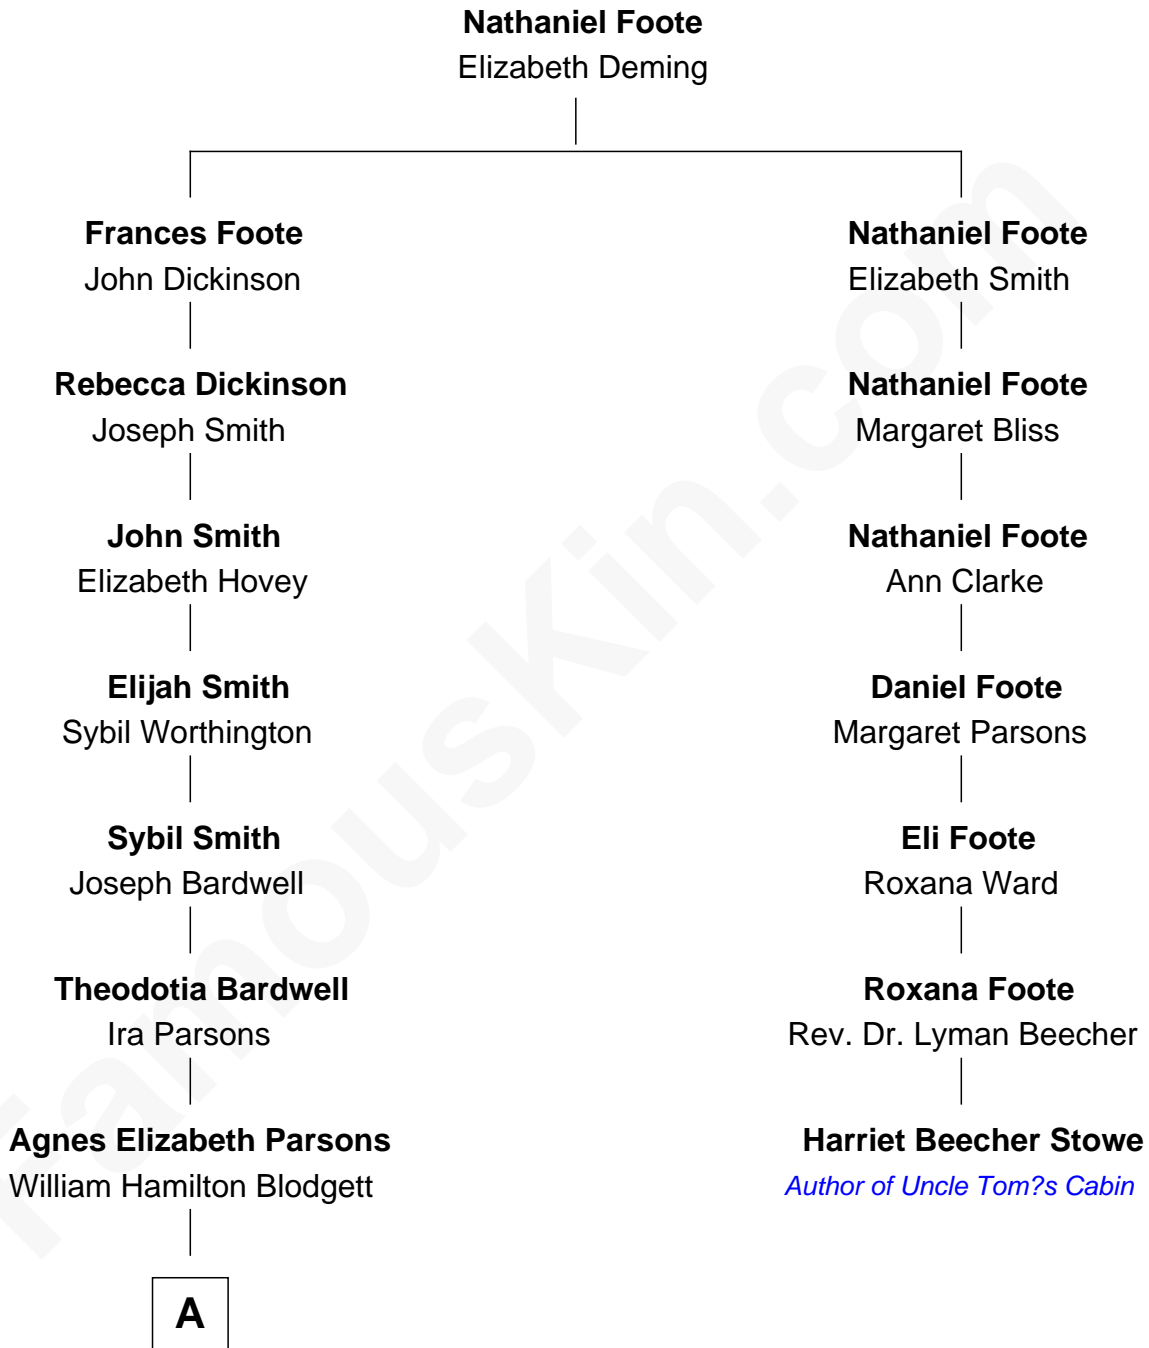 Nathaniel Foote
Elizabeth Deming
Frances Foote
John Dickinson
Nathaniel Foote
Elizabeth Smith
Rebecca Dickinson
Joseph Smith
Nathaniel Foote
Margaret Bliss
John Smith
Elizabeth Hovey
Nathaniel Foote
Ann Clarke
Elijah Smith
Sybil Worthington
Daniel Foote
Margaret Parsons
Sybil Smith
Joseph Bardwell
Eli Foote
Roxana Ward
Theodotia Bardwell
Ira Parsons
Roxana Foote
Rev. Dr. Lyman Beecher
Agnes Elizabeth Parsons
William Hamilton Blodgett
Harriet Beecher Stowe
Author of Uncle Tom?s Cabin
A
FamousKin.com